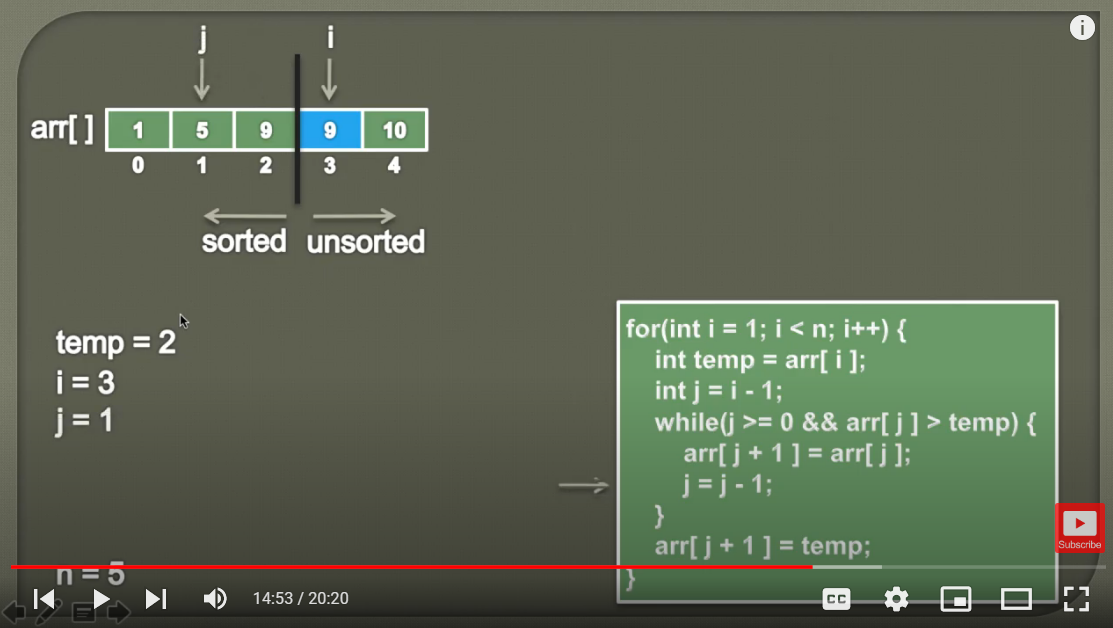 j i
i
arr[ ] 1 5 9 9 10
0 1 2 3 4
sorted unsorted
temp = 2
i = 3
j = 1
n = 5
for(int i = 1; i < n; i++) {
int temp = arr[ i ];
int j = i - 1;
while(j >= 0 && arr[ j ] > temp) {
arr[ j + 1 ] = arr[ j ];
j = j - 1;
}
arr[ j + 1 ] = temp;
}
Subscribe
14:53 / 20:20
CC